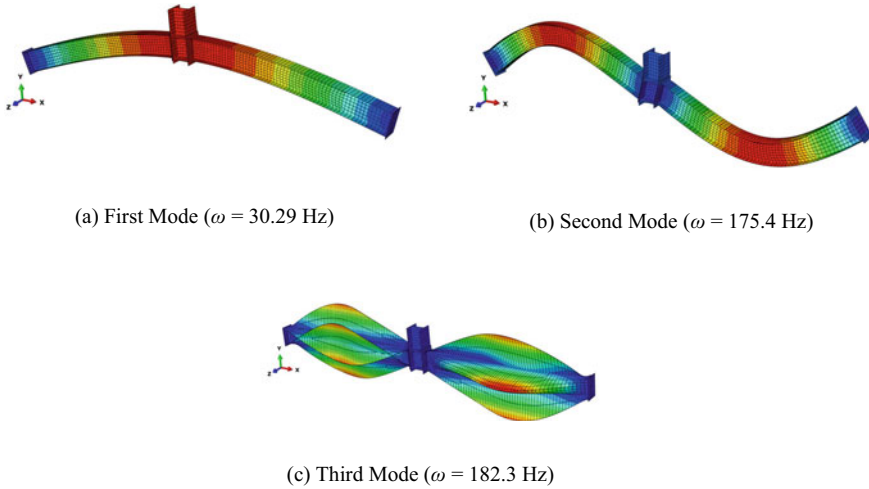 Y
Z
X
Y
Z
X
(a) First Mode (ω = 30.29 Hz)
(b) Second Mode (ω = 175.4 Hz)
Y
Z
X
(c) Third Mode (ω = 182.3 Hz)